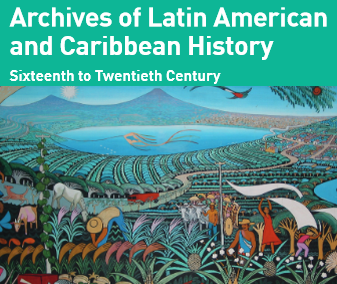 Archives of Latin American
and Caribbean History
Sixteenth to Twentieth Century